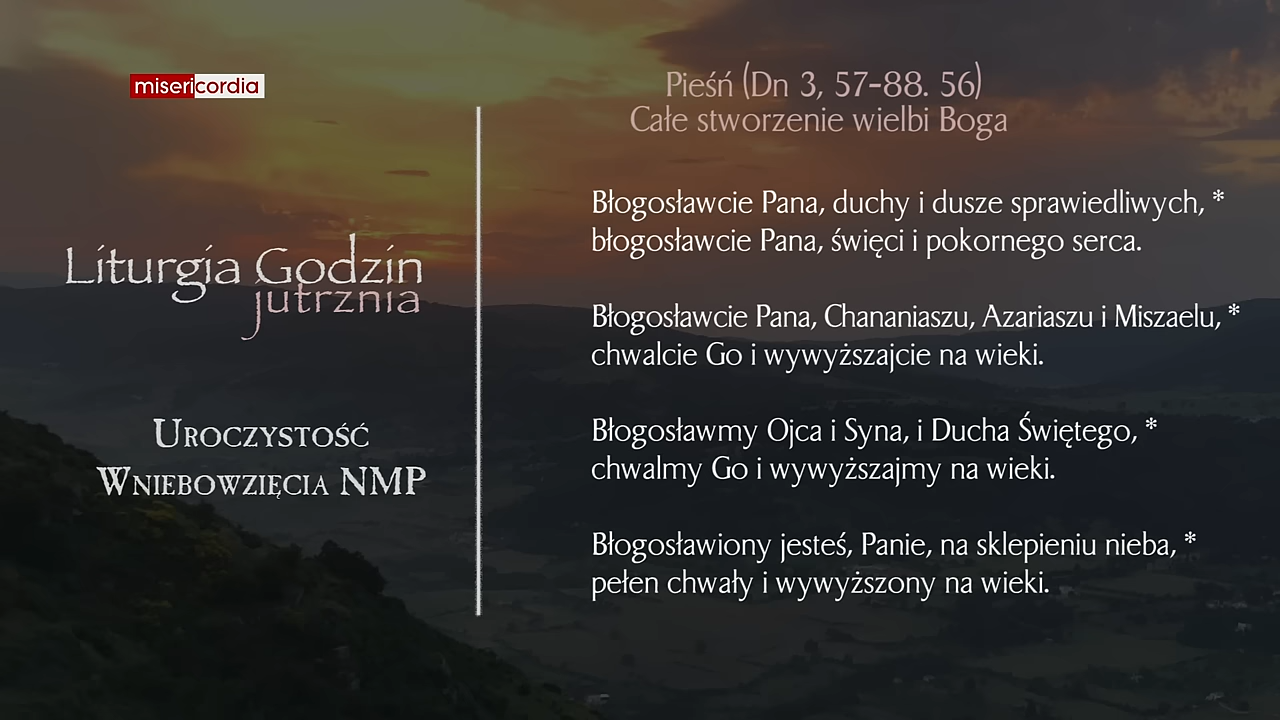 misericordia
Liturgia Godzin
jutrznia
Uroczystość
Wniebowzięcia NMP
Pieśń (Dn 3, 57-88. 56)
Całe stworzenie wielbi Boga
Błogosławcie Pana, duchy i dusze sprawiedliwych, *
błogosławcie Pana, święci i pokornego serca.
Błogosławcie Pana, Chananiaszu, Azariaszu i Miszaelu, *
chwalcie Go i wywyższajcie na wieki.
Błogosławmy Ojca i Syna, i Ducha Świętego, *
chwalmy Go i wywyższajmy na wieki.
Błogosławiony jesteś, Panie, na sklepieniu nieba, *
pełen chwały i wywyższony na wieki.